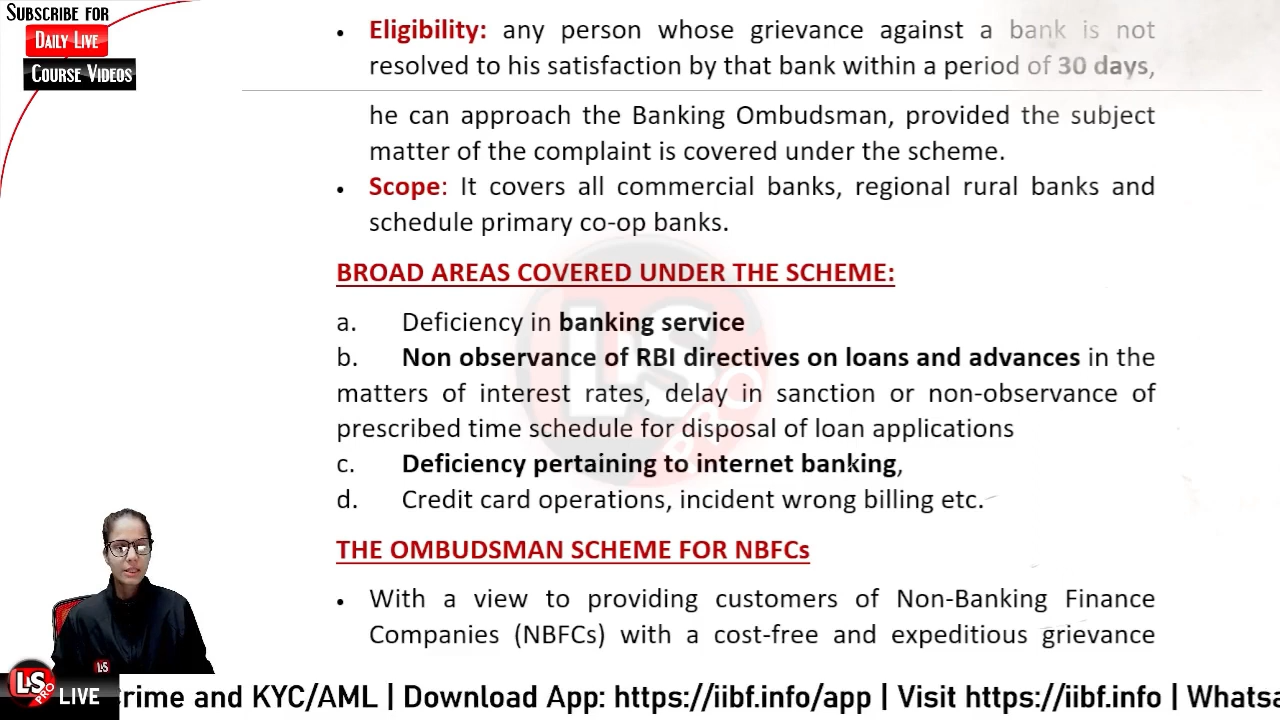 SUBSCRIBE FOR
DAILY LIVE
COURSE VIDEOS
• Eligibility: any person whose grievance against a bank is not
resolved to his satisfaction by that bank within a period of 30 days,
he can approach the Banking Ombudsman, provided the subject
matter of the complaint is covered under the scheme.
• Scope: It covers all commercial banks, regional rural banks and
schedule primary co-op banks.
BROAD AREAS COVERED UNDER THE SCHEME:
a. Deficiency in banking service
b. Non observance of RBI directives on loans and advances in the
matters of interest rates, delay in sanction or non-observance of
prescribed time schedule for disposal of loan applications
c. Deficiency pertaining to internet banking,
d. Credit card operations, incident wrong billing etc.
THE OMBUDSMAN SCHEME FOR NBFCs
• With a view to providing customers of Non-Banking Finance
Companies (NBFCs) with a cost-free and expeditious grievance
LS
LS PRO
LS PRO LIVE
rime and KYC/AML | Download App: https://iibf.info/app | Visit https://iibf.info | Whatsa